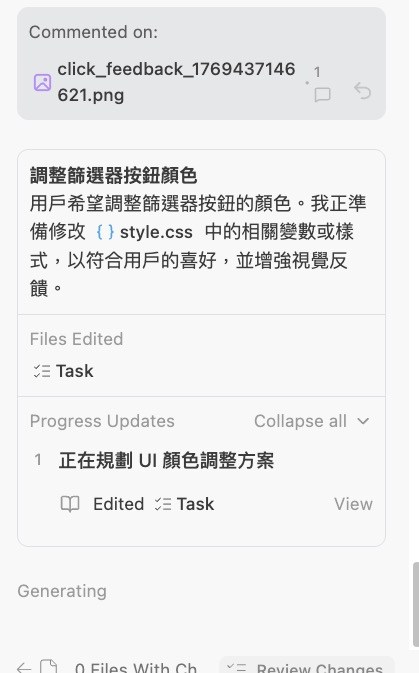 Commented on:
click_feedback_1769437146
621.png
1
調整篩選器按鈕顏色
用戶希望調整篩選器按鈕的顏色。我正準
備修改 { } style.css 中的相關變數或樣
式，以符合用戶的喜好，並增強視覺反
饋。
Files Edited
Task
Progress Updates Collapse all
1 正在規劃 UI 顏色調整方案
Edited Task View
Generating
0 Files With Ch Review Changes